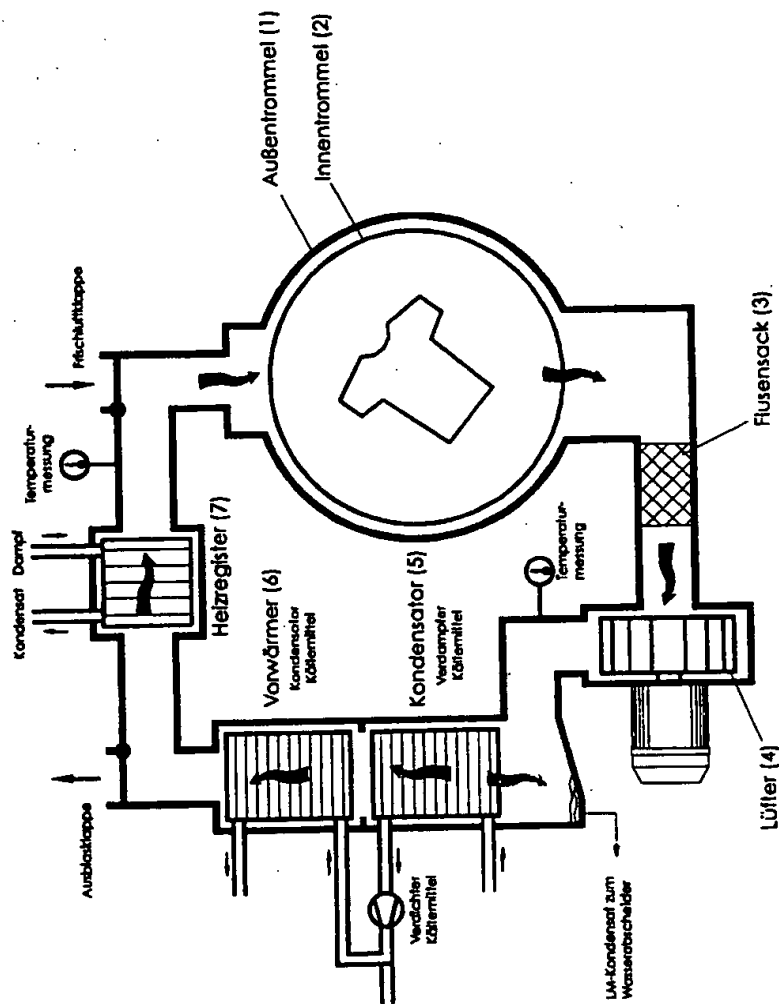 Außentrommel (1)
Innentrommel (2)
Frischluftklappe
Temperatur-
messung
Kondensat
Dampf
Heizregister (7)
Vorwärmer (6)
Kondensator
Kältemittel
Kondensator (5)
Verdampfer
Kältemittel
Temperatur-
messung
Flusensack (3)
Lüfter (4)
Ausblasklappe
Verdichter
Kältemittel
LM-Kondensat zum
Wasserabscheider